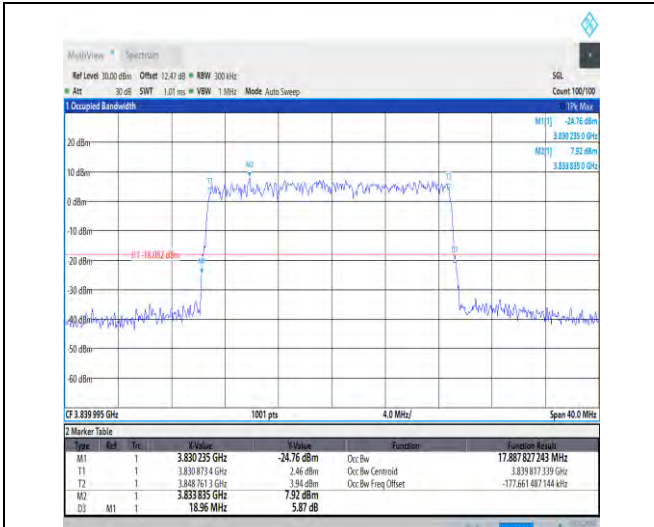 MultiView Spectrum
Ref Level 30.00 dBm Offset 12.47 dB RBW 300 kHz SGL
Att 30 dB SWT 1.01 ms VBW 1 MHz Mode Auto Sweep Count 100/100
1 Occupied Bandwidth 1Pk Max
M1[1] -24.76 dBm
3.830 235 0 GHz
M2[1] 7.92 dBm
3.833 835 0 GHz
20 dBm
10 dBm
M2
T1 T2
0 dBm
-10 dBm
H1 -18.082 dBm
D3
-20 dBm
M1
-30 dBm
-40 dBm
-50 dBm
-60 dBm
CF 3.839 995 GHz 1001 pts 4.0 MHz/ Span 40.0 MHz
2 Marker Table
Type Ref Trc X-Value Y-Value Function Function Result
M1 1 3.830 235 GHz -24.76 dBm Occ Bw 17.887 827 243 MHz
T1 1 3.830 873 4 GHz 2.46 dBm Occ Bw Centroid 3.839 817 339 GHz
T2 1 3.848 761 3 GHz 3.94 dBm Occ Bw Freq Offset -177.661 487 144 kHz
M2 1 3.833 835 GHz 7.92 dBm
D3 M1 1 18.96 MHz 5.87 dB